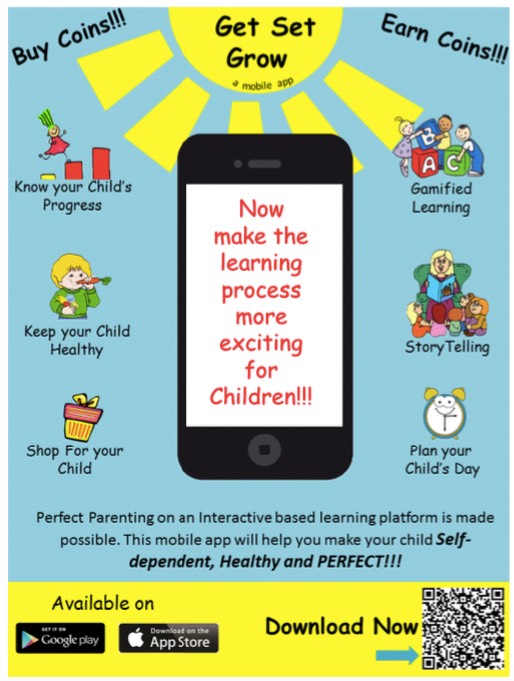 Buy Coins!!!
Get Set
Grow
a mobile app
Earn Coins!!!
Know your Child's
Progress
Keep your Child
Healthy
Shop For your
Child
Now
make the
learning
process
more
exciting
for
Children!!!
B
A C
Gamified
Learning
StoryTelling
Plan your
Child's Day
Perfect Parenting on an Interactive based learning platform is made
possible. This mobile app will help you make your child Self-
dependent, Healthy and PERFECT!!!
Available on
GET IT ON
Google play
Download on the
App Store
Download Now